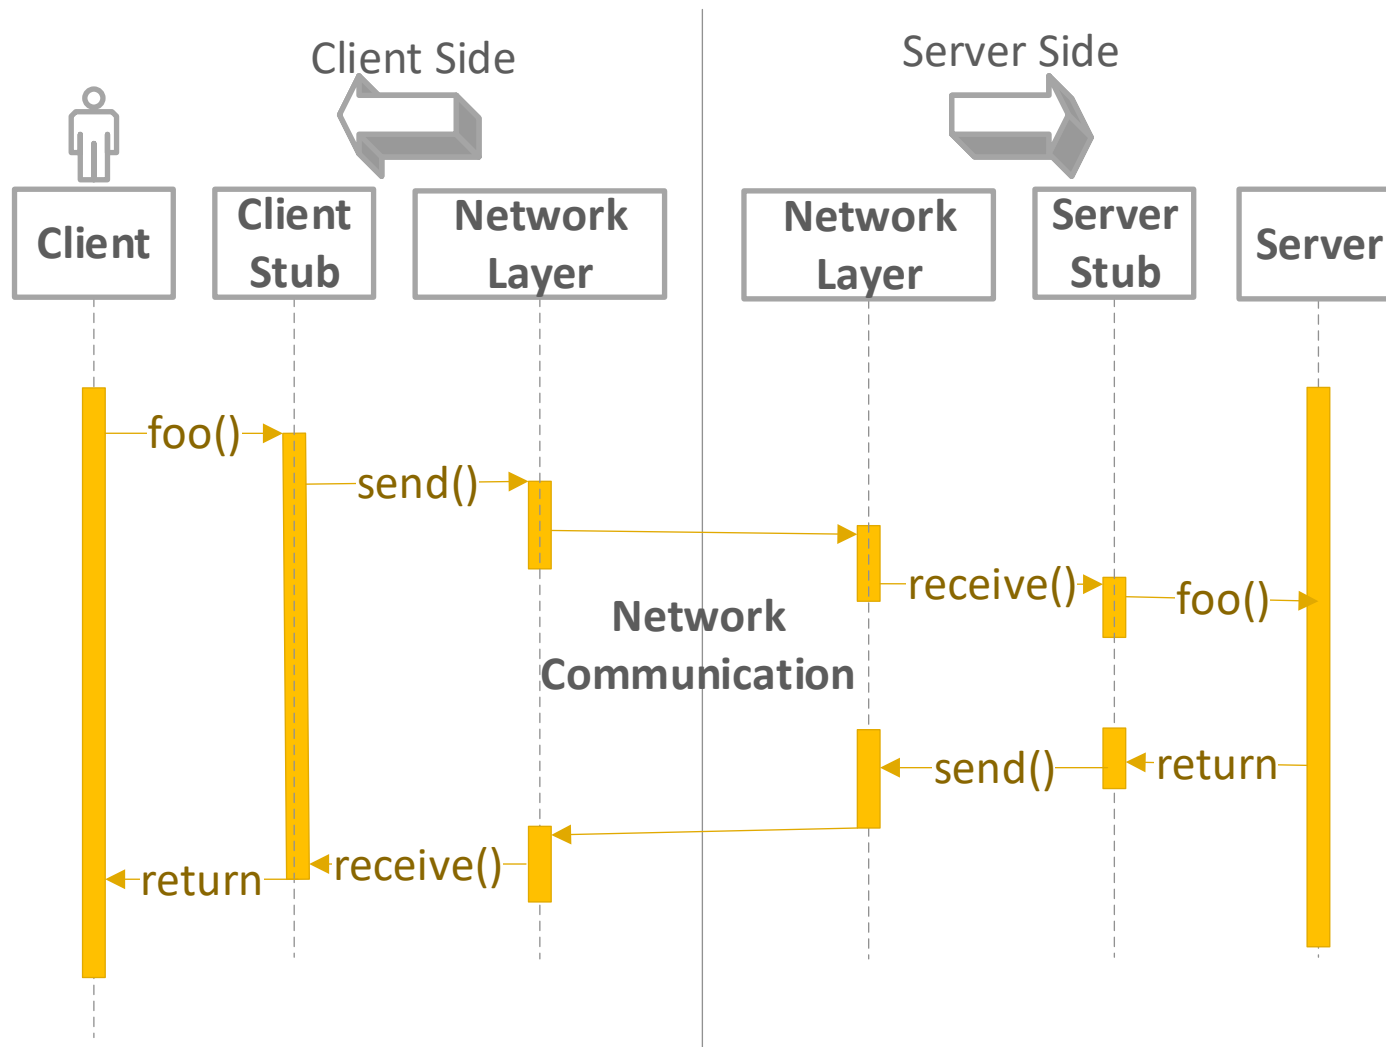 Client Side
Server Side
Client
Client
Stub
Network
Layer
Network
Layer
Server
Stub
Server
foo()
send()
receive()
foo()
Network
Communication
return
send()
receive()
return